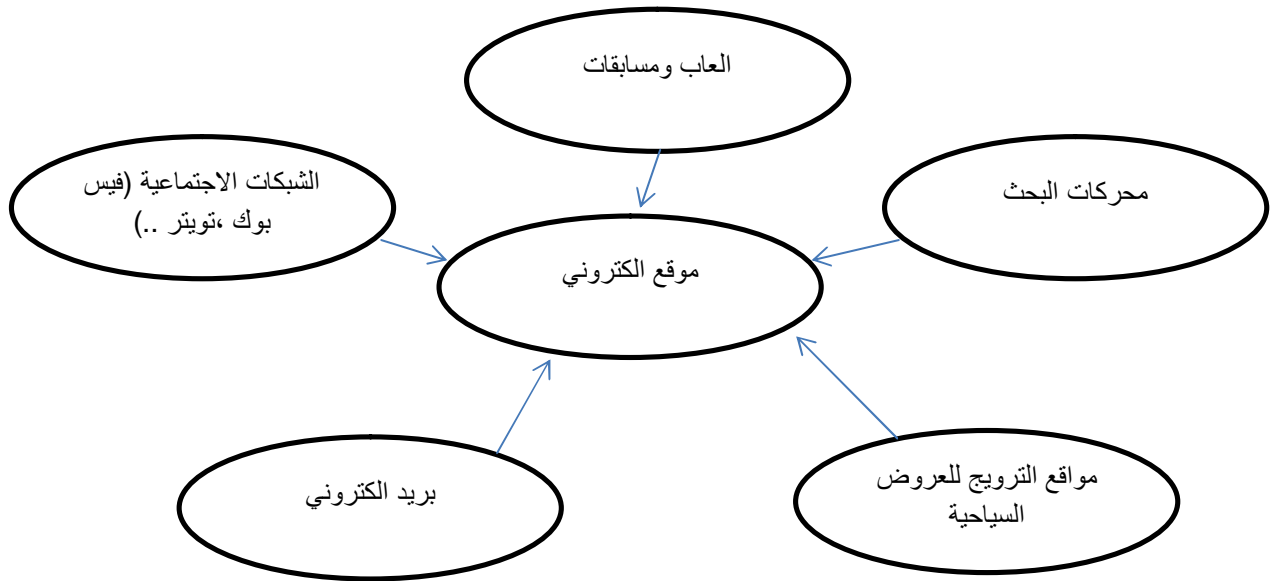 العاب ومسابقات
محركات البحث
الشبكات الاجتماعية (فيس
بوك ،تويتر ..)
موقع الكتروني
مواقع الترويج للعروض
السياحية
بريد الكتروني